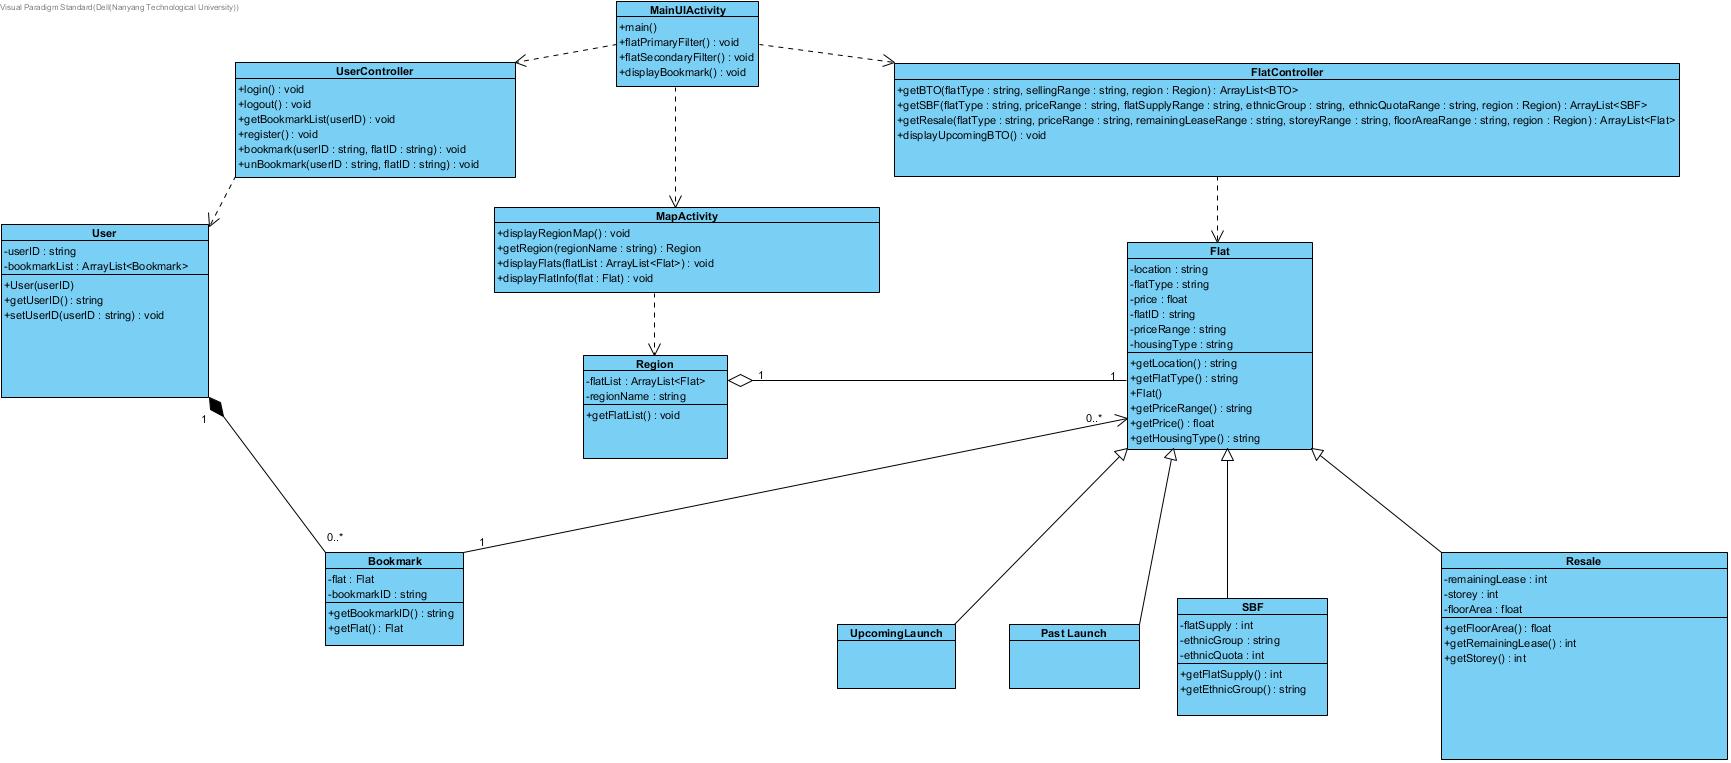 Visual Paradigm Standard(Dell(Nanyang Technological University))
MainUIActivity
+main()
+flatPrimaryFilter() : void
+flatSecondaryFilter() : void
+displayBookmark() : void
UserController
+login() : void
+logout() : void
+getBookmarkList(userID) : void
+register() : void
+bookmark(userID : string, flatID : string) : void
+unBookmark(userID : string, flatID : string) : void
FlatController
+getBTO(flatType : string, sellingRange : string, region : Region) : ArrayList<BTO>
+getSBF(flatType : string, priceRange : string, flatSupplyRange : string, ethnicGroup : string, ethnicQuotaRange : string, region : Region) : ArrayList<SBF>
+getResale(flatType : string, priceRange : string, remainingLeaseRange : string, storeyRange : string, floorAreaRange : string, region : Region) : ArrayList<Flat>
+displayUpcomingBTO() : void
MapActivity
+displayRegionMap() : void
+getRegion(regionName : string) : Region
+displayFlats(flatList : ArrayList<Flat>) : void
+displayFlatInfo(flat : Flat) : void
User
-userID : string
-bookmarkList : ArrayList<Bookmark>
+User(userID)
+getUserID() : string
+setUserID(userID : string) : void
Flat
-location : string
-flatType : string
-price : float
-flatID : string
-priceRange : string
-housingType : string
+getLocation() : string
+getFlatType() : string
+Flat()
+getPriceRange() : string
+getPrice() : float
+getHousingType() : string
Region
-flatList : ArrayList<Flat>
-regionName : string
+getFlatList() : void
1
1
0..*
1
0..*
1
Bookmark
-flat : Flat
-bookmarkID : string
+getBookmarkID() : string
+getFlat() : Flat
UpcomingLaunch
Past Launch
SBF
-flatSupply : int
-ethnicGroup : string
-ethnicQuota : int
+getFlatSupply() : int
+getEthnicGroup() : string
Resale
-remainingLease : int
-storey : int
-floorArea : float
+getFloorArea() : float
+getRemainingLease() : int
+getStorey() : int